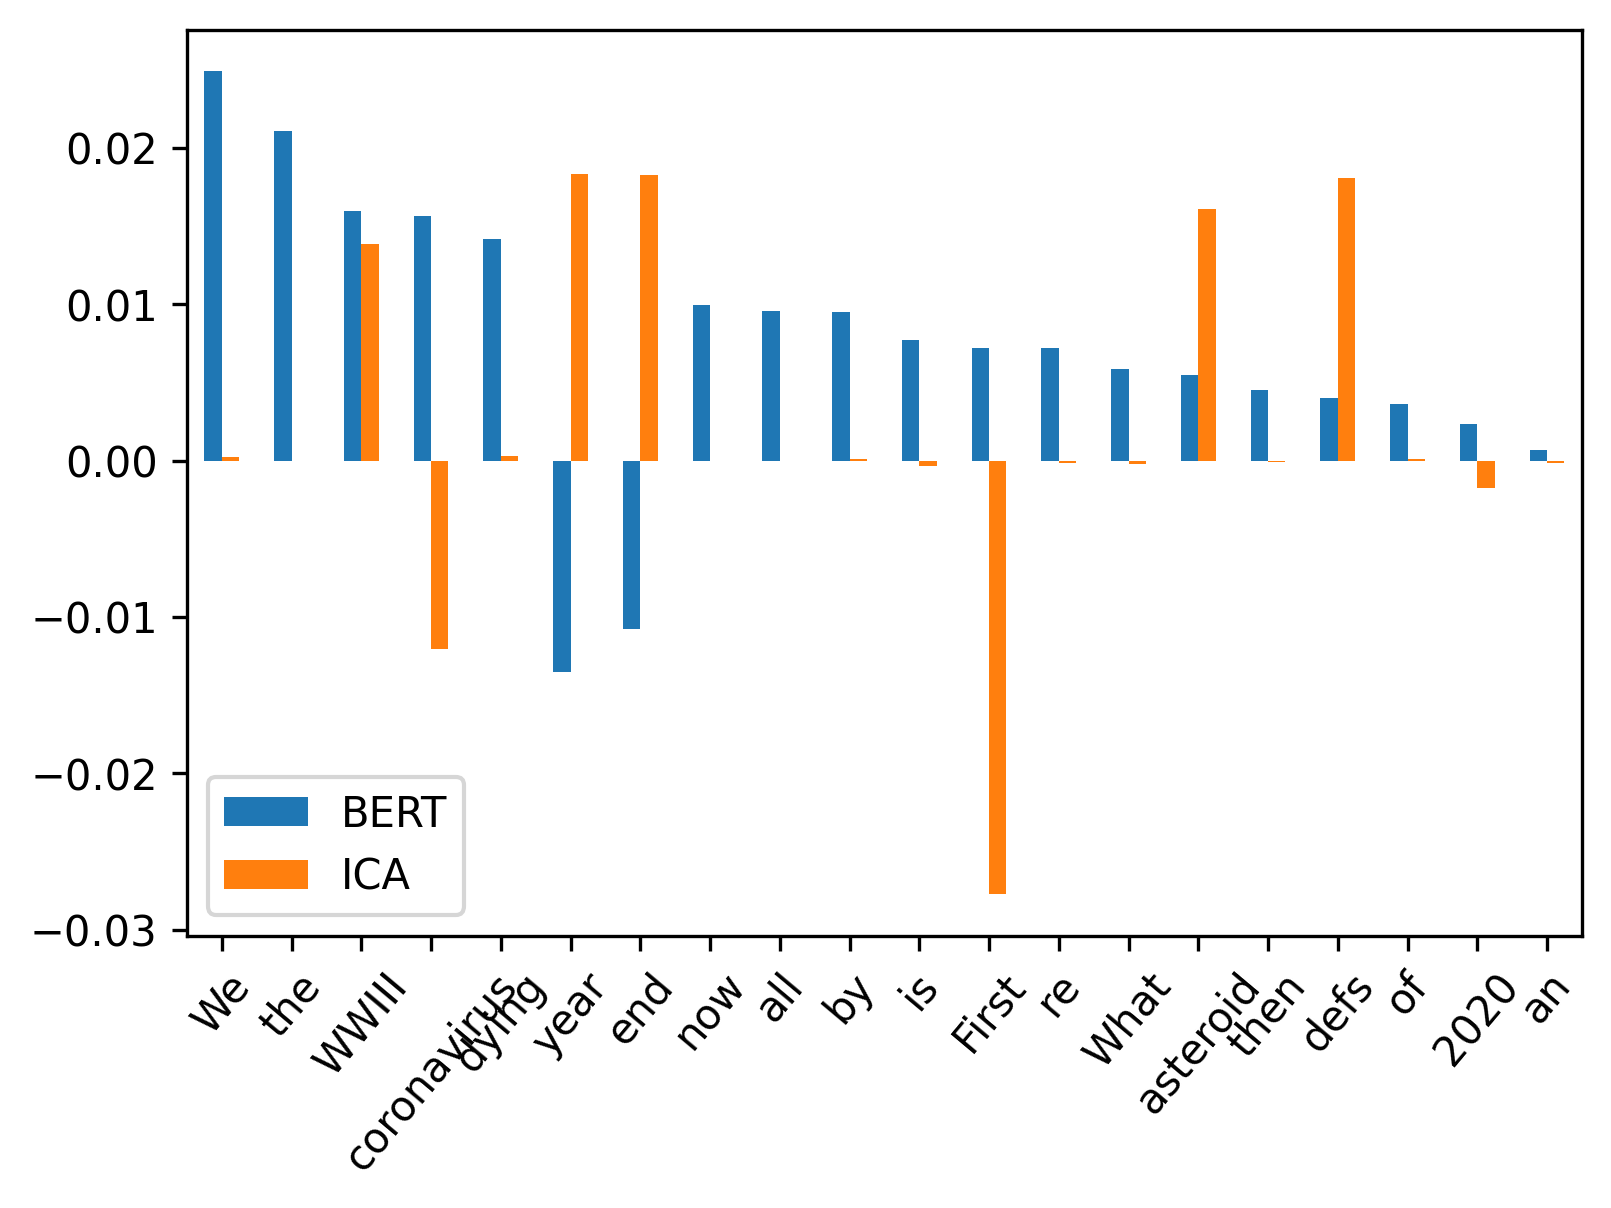 0.02
0.01
0.00
−0.01
−0.02
−0.03
BERT
ICA
We
the
WWIII
coronavirus
dying
year
end
now
all
by
is
First
re
What
asteroid
then
defs
of
2020
an